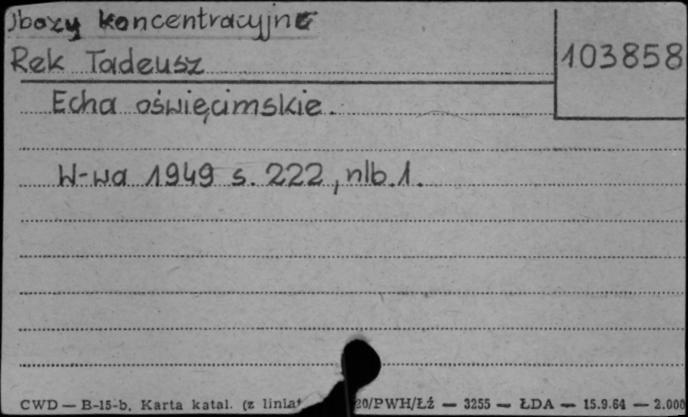 Obozy koncentracyjne
Rek Tadeusz
103858
Echa oświęcimskie.
W-wa 1949 s. 222, nlb. 1.
CWD — B-15-b. Karta katal. (z liniat 20/PWH/Łź — 3255 — ŁDA — 15.9.64 — 2.000